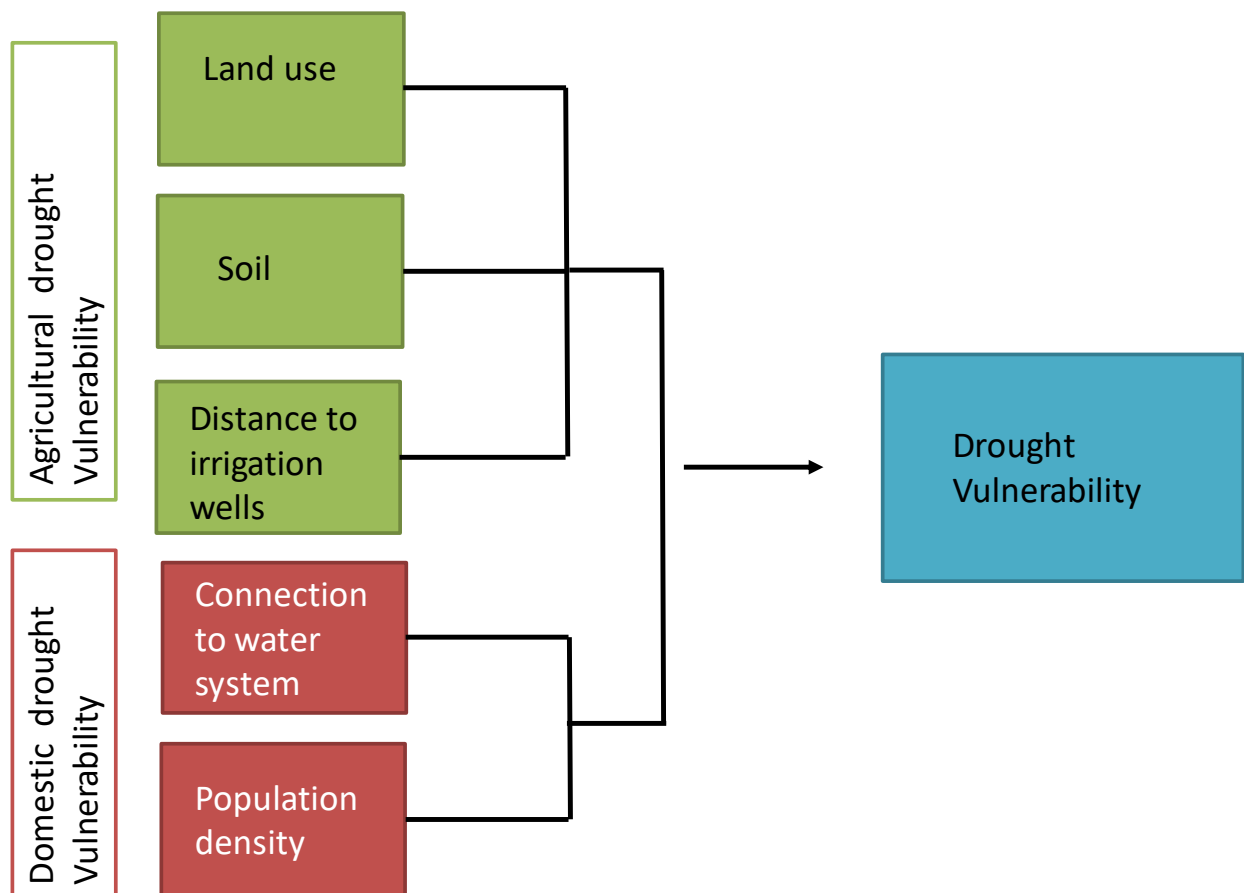 Agricultural drought
Vulnerability
Land use
Soil
Distance to
irrigation
wells
Domestic drought
Vulnerability
Connection
to water
system
Population
density
Drought
Vulnerability